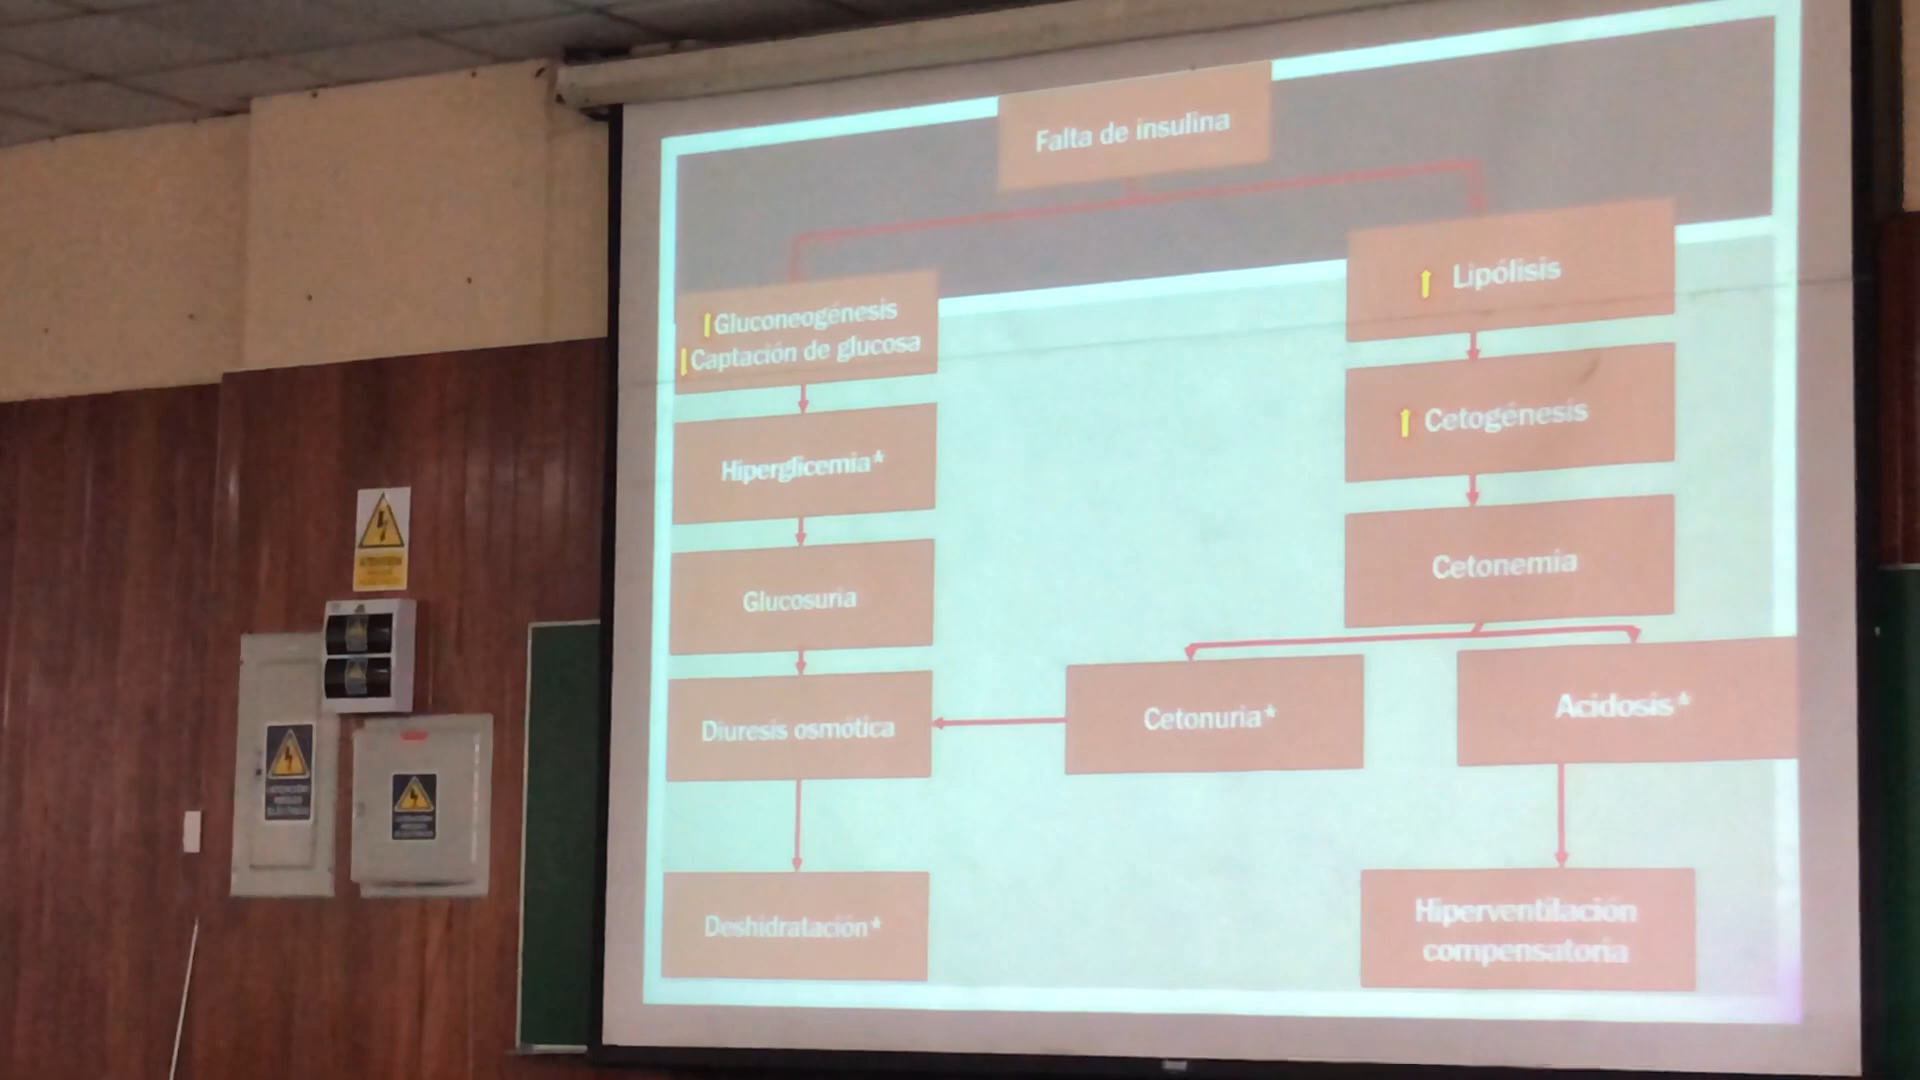 Falta de insulina
Gluconeogénesis
Captación de glucosa
Lipólisis
Hiperglicemia*
Cetogénesis
Glucosuria
Cetonemia
Diuresis osmótica
Cetonuria*
Acidosis*
Deshidratación*
Hiperventilación
compensatoria